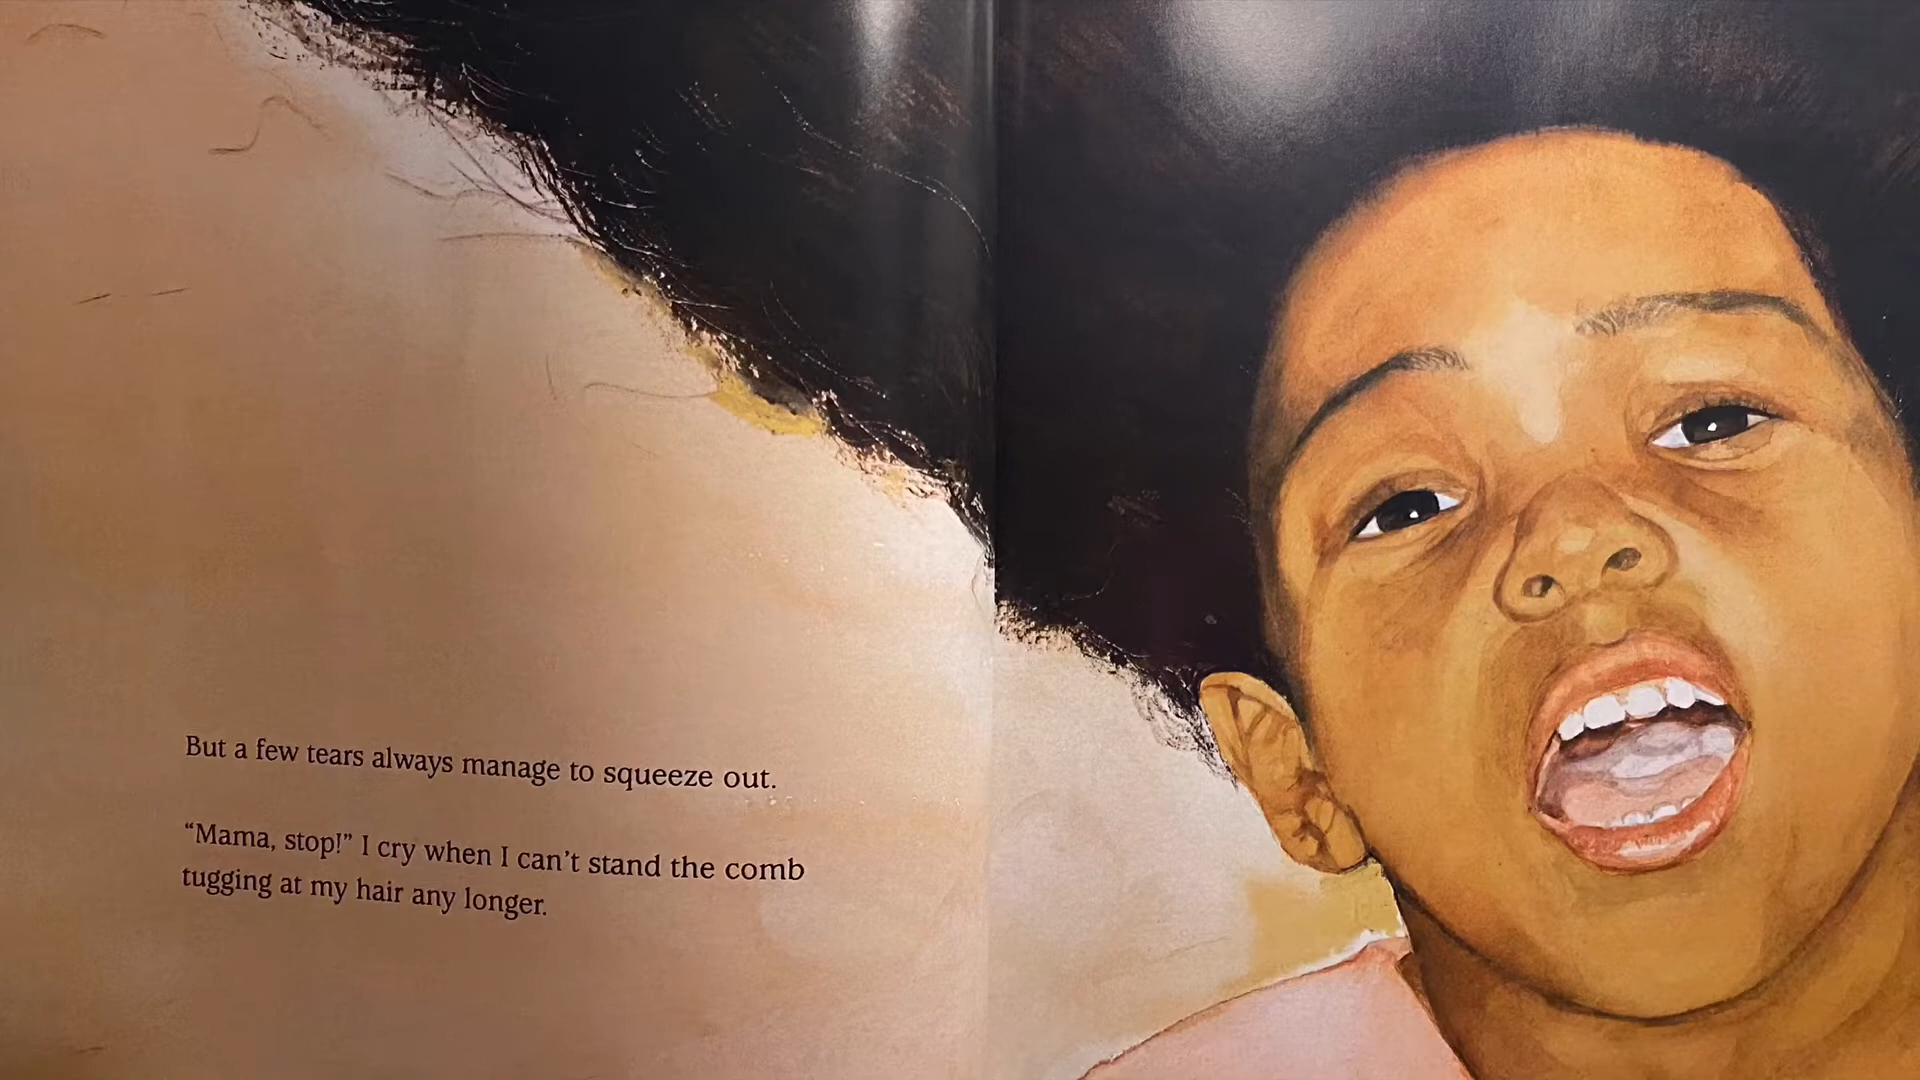 But a few tears always manage to squeeze out.
“Mama, stop!” I cry when I can’t stand the comb
tugging at my hair any longer.